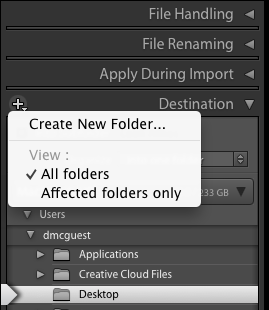 File Handling
File Renaming
Apply During Import
Destination
Create New Folder...
View :
All folders
Affected folders only
233 GB
Users
dmcguest
Applications
Creative Cloud Files
Desktop